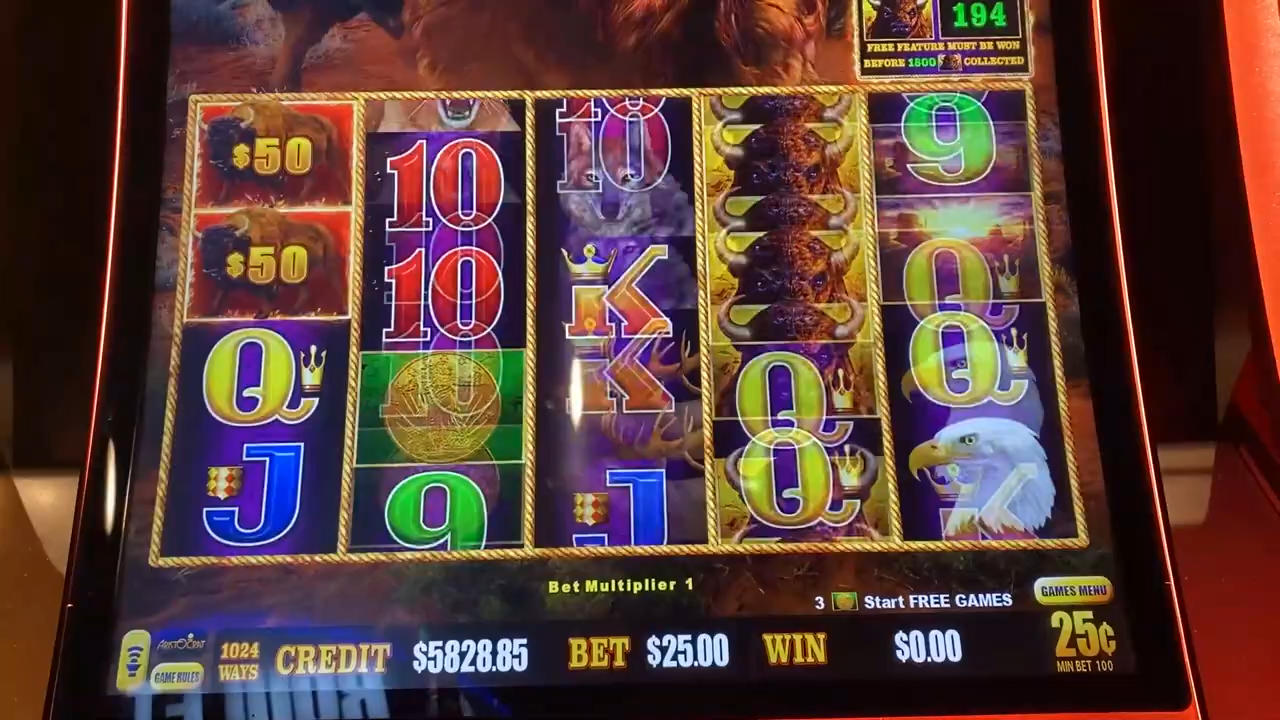 194
FREE FEATURE MUST BE WON
BEFORE 1800 COLLECTED
$50 10 10 9
$50 10 K Q
Q 10 K Q Q
J 9 J Q K
Bet Multiplier 1
3 Start FREE GAMES
GAMES MENU
ARISTOCRAT
GAME RULES
1024 WAYS
CREDIT $5828.85 BET $25.00 WIN $0.00
25¢
MIN BET 100